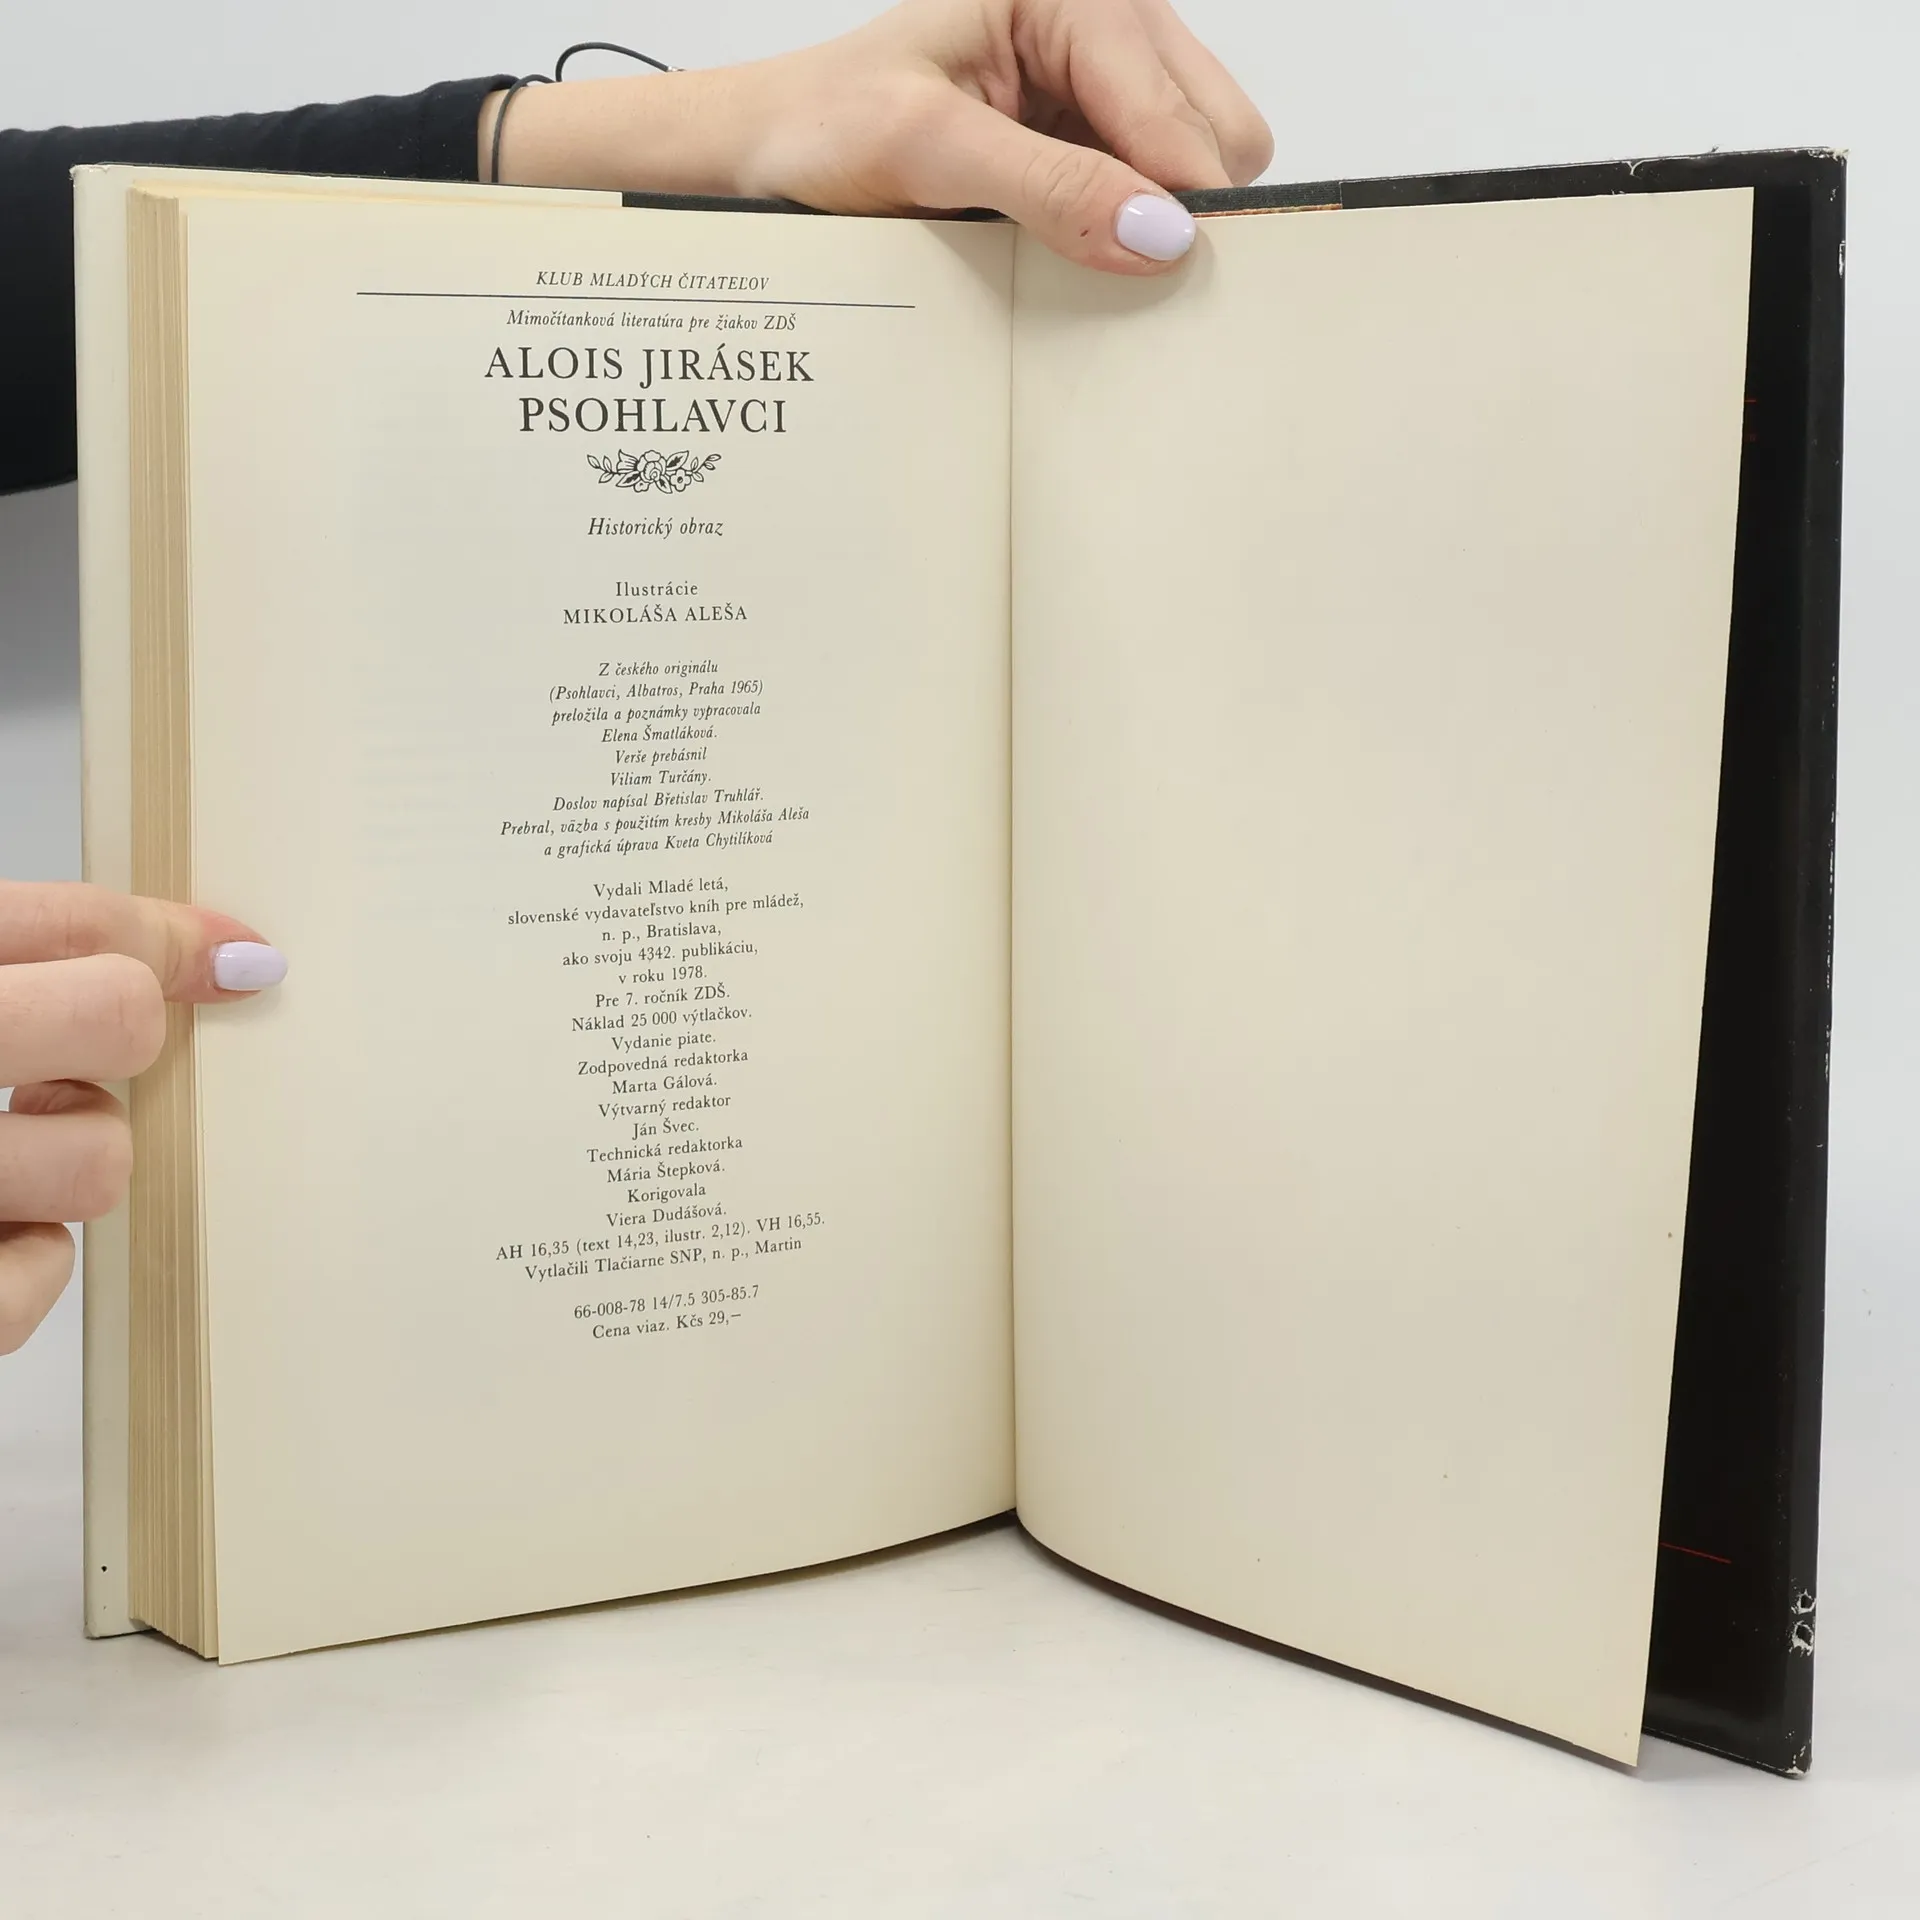 KLUB MLADÝCH ČITATEĽOV
Mimočítanková literatúra pre žiakov ZDŠ
ALOIS JIRÁSEK
PSOHLAVCI
Historický obraz
Ilustrácie
MIKOLÁŠA ALEŠA
Z českého originálu
(Psohlavci, Albatros, Praha 1965)
preložila a poznámky vypracovala
Elena Šmatláková.
Verše prebásnil
Viliam Turčány.
Doslov napísal Břetislav Truhlář.
Prebral, väzba s použitím kresby Mikoláša Aleša
a grafická úprava Kveta Chytilíková
Vydali Mladé letá,
slovenské vydavateľstvo kníh pre mládež,
n. p., Bratislava,
ako svoju 4342. publikáciu,
v roku 1978.
Pre 7. ročník ZDŠ.
Náklad 25 000 výtlačkov.
Vydanie piate.
Zodpovedná redaktorka
Marta Gálová.
Výtvarný redaktor
Ján Švec.
Technická redaktorka
Mária Štepková.
Korigovala
Viera Dudášová.
AH 16,35 (text 14,23, ilustr. 2,12). VH 16,55.
Vytlačili Tlačiarne SNP, n. p., Martin
66-008-78 14/7.5 305-85.7
Cena viaz. Kčs 29,—